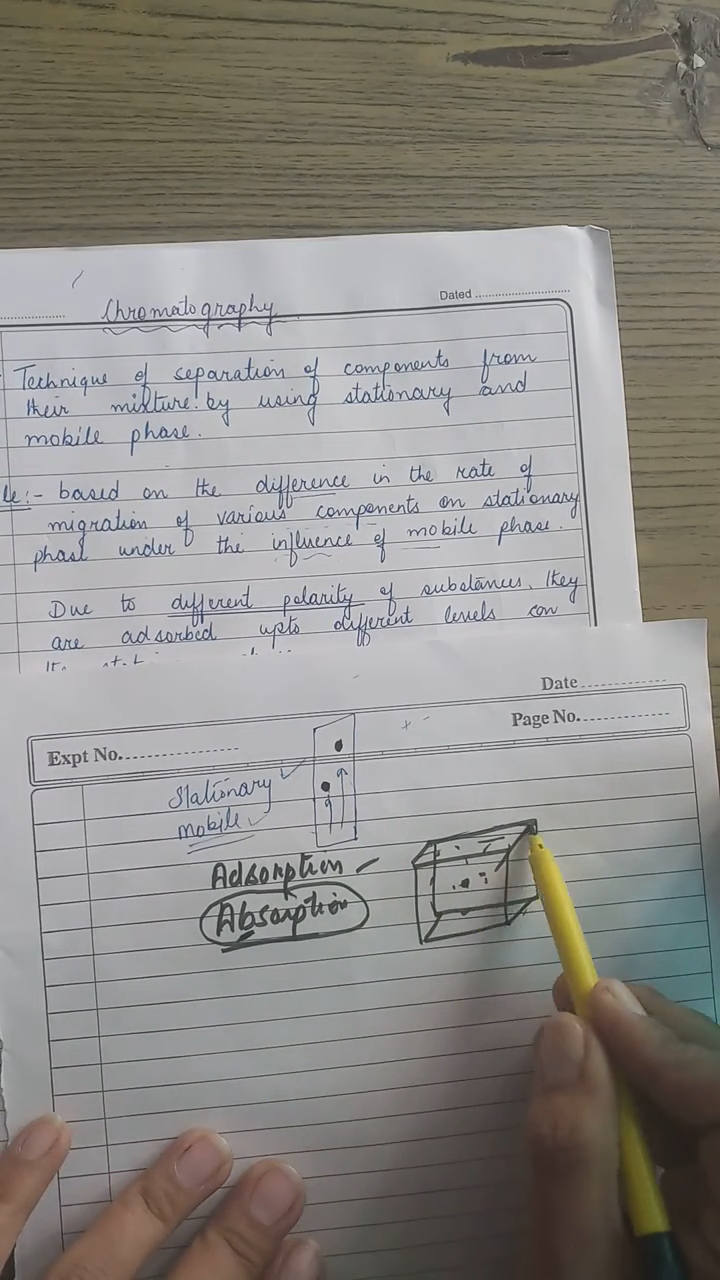 Chromatography
Dated
Technique of separation of components from
their mixture. by using stationary and
mobile phase.
le:- based on the difference in the rate of
migration of various components on stationary
phase under the influence of mobile phase.
Due to different polarity of substances, they
are adsorbed upto different levels on
Date
Expt No.
Page No.
Stationary
mobile
Adsorption
Absorption